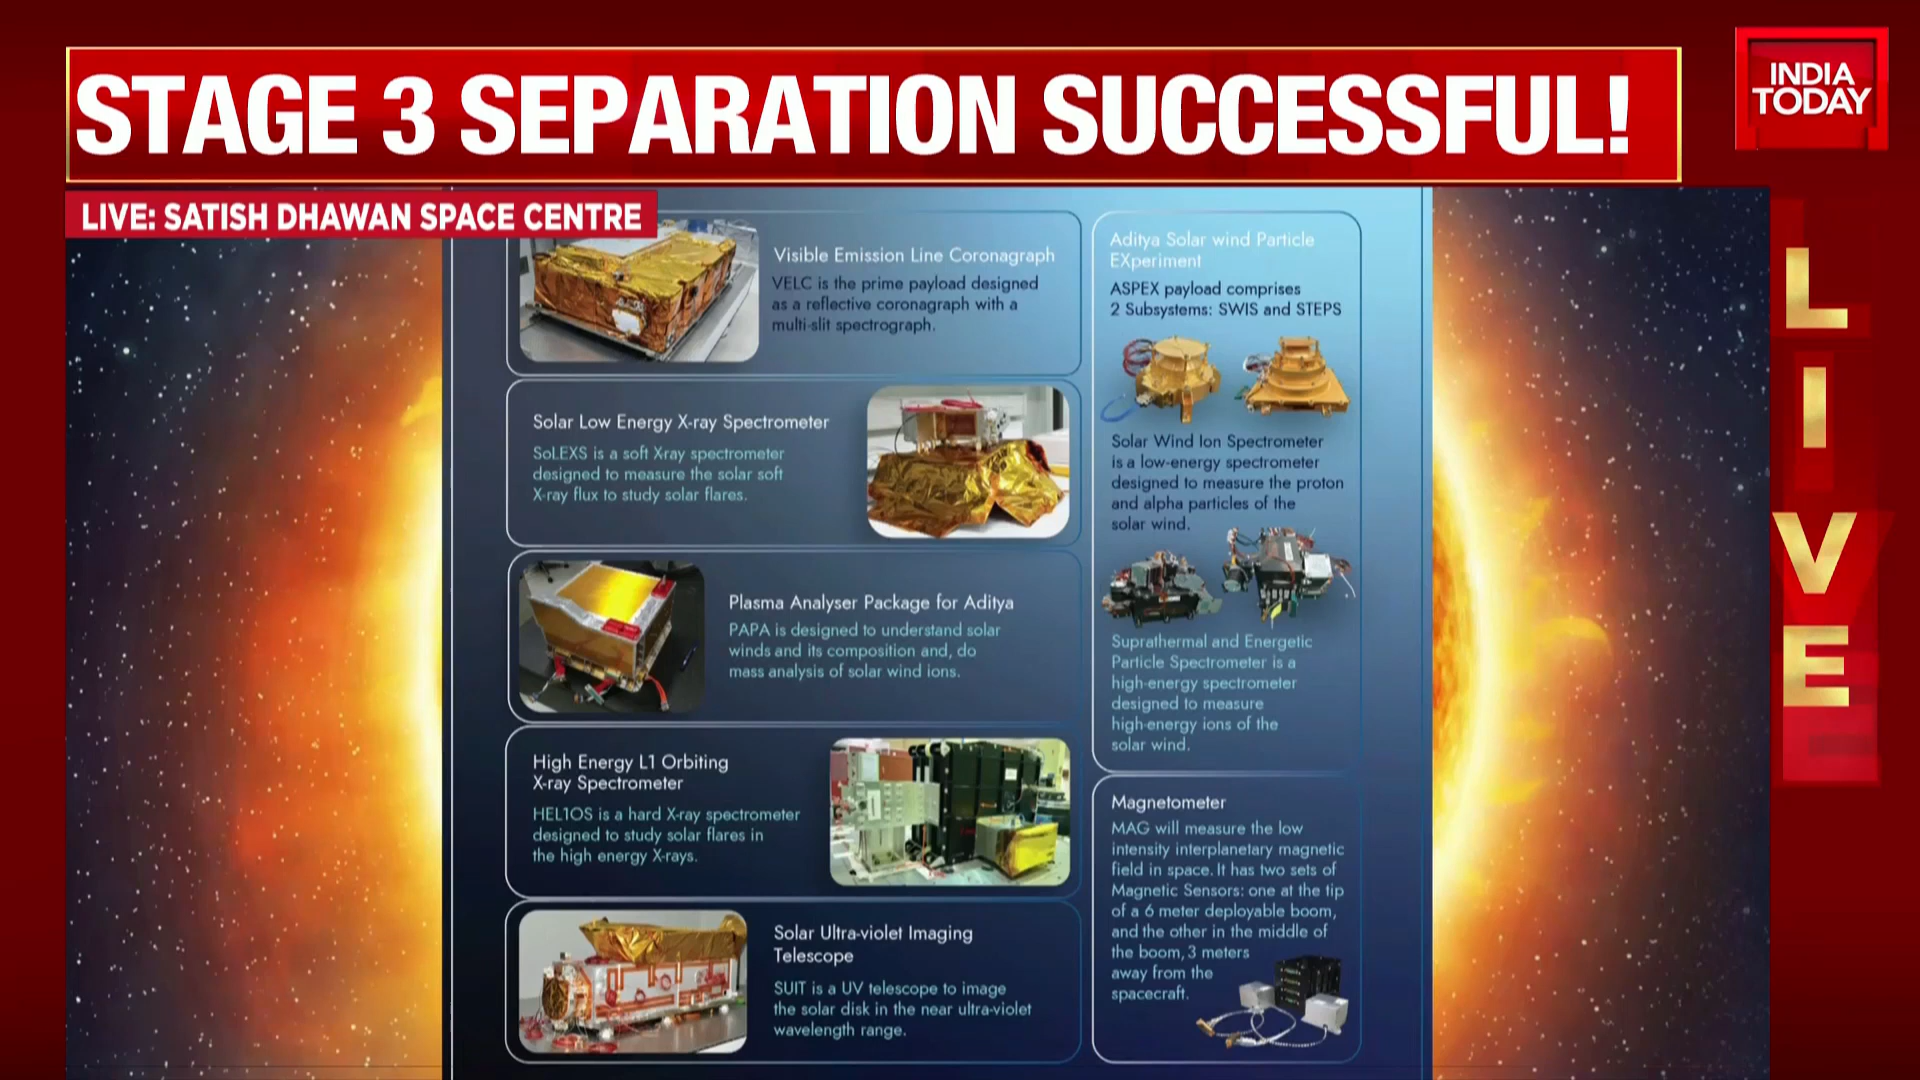 STAGE 3 SEPARATION SUCCESSFUL!
INDIA
TODAY
LIVE: SATISH DHAWAN SPACE CENTRE
LIVE
Visible Emission Line Coronagraph
VELC is the prime payload designed
as a reflective coronagraph with a
multi-slit spectrograph.
Solar Low Energy X-ray Spectrometer
SoLEXS is a soft Xray spectrometer
designed to measure the solar soft
X-ray flux to study solar flares.
Plasma Analyser Package for Aditya
PAPA is designed to understand solar
winds and its composition and, do
mass analysis of solar wind ions.
High Energy L1 Orbiting
X-ray Spectrometer
HEL1OS is a hard X-ray spectrometer
designed to study solar flares in
the high energy X-rays.
Solar Ultra-violet Imaging
Telescope
SUIT is a UV telescope to image
the solar disk in the near ultra-violet
wavelength range.
Aditya Solar wind Particle
EXperiment
ASPEX payload comprises
2 Subsystems: SWIS and STEPS
Solar Wind Ion Spectrometer
is a low-energy spectrometer
designed to measure the proton
and alpha particles of the
solar wind.
Suprathermal and Energetic
Particle Spectrometer is a
high-energy spectrometer
designed to measure
high-energy ions of the
solar wind.
Magnetometer
MAG will measure the low
intensity interplanetary magnetic
field in space. It has two sets of
Magnetic Sensors: one at the tip
of a 6 meter deployable boom,
and the other in the middle of
the boom, 3 meters
away from the
spacecraft.